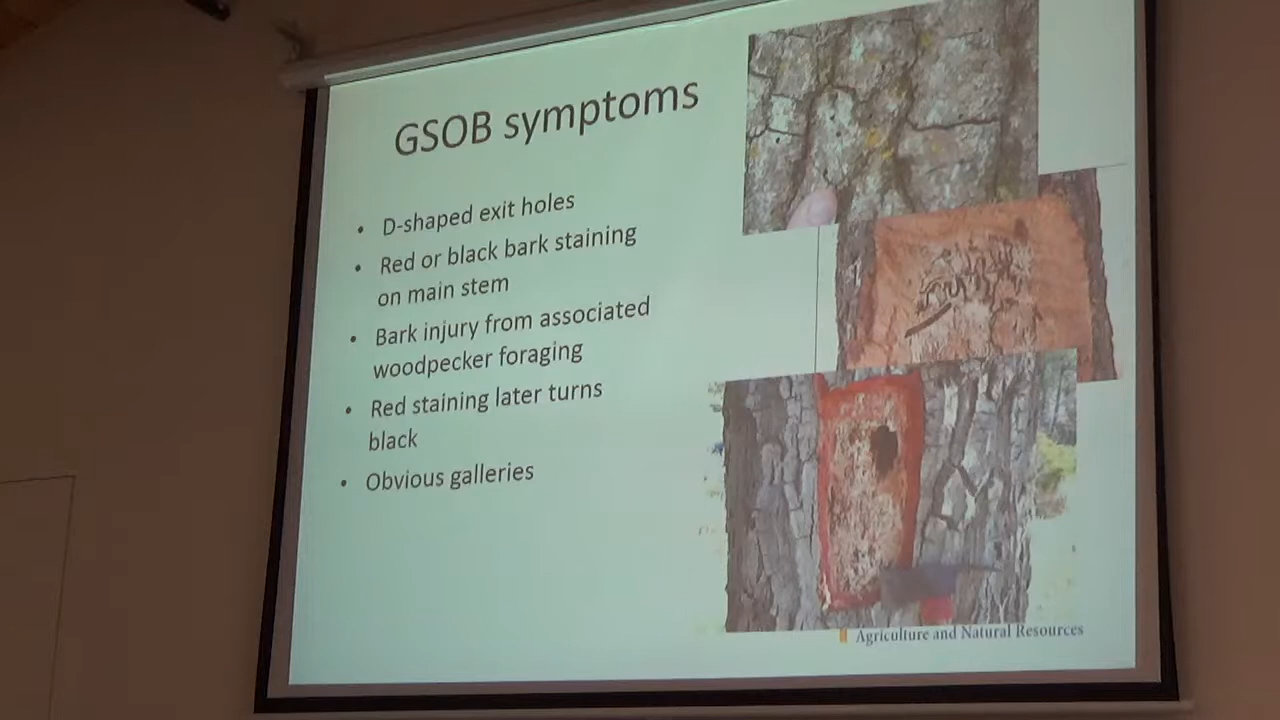 GSOB symptoms
• D-shaped exit holes
• Red or black bark staining
on main stem
• Bark injury from associated
woodpecker foraging
• Red staining later turns
black
• Obvious galleries
Agriculture and Natural Resources